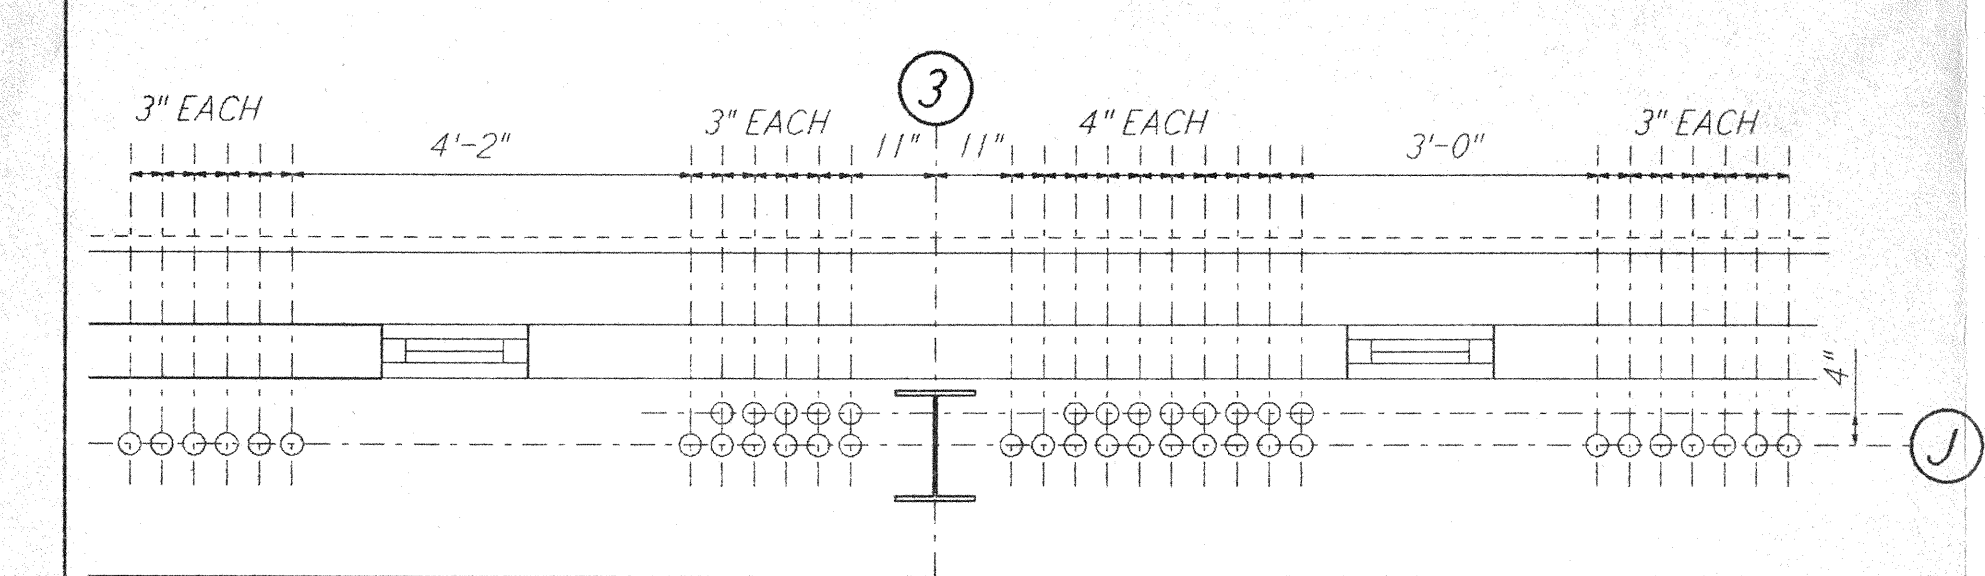 3
3" EACH
4'-2"
3" EACH
11"
11"
4" EACH
3'-0"
3" EACH
4"
J